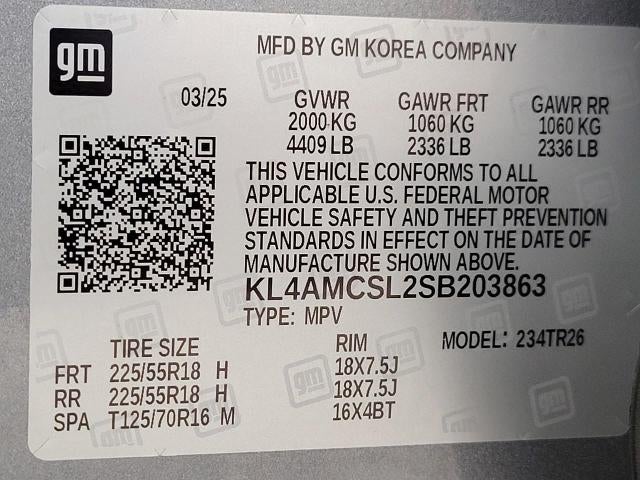 gm
MFD BY GM KOREA COMPANY
03/25 GVWR GAWR FRT GAWR RR
2000 KG 1060 KG 1060 KG
4409 LB 2336 LB 2336 LB
THIS VEHICLE CONFORMS TO ALL
APPLICABLE U.S. FEDERAL MOTOR
VEHICLE SAFETY AND THEFT PREVENTION
STANDARDS IN EFFECT ON THE DATE OF
MANUFACTURE SHOWN ABOVE.
KL4AMCSL2SB203863
TYPE: MPV
TIRE SIZE RIM MODEL: 234TR26
FRT 225/55R18 H 18X7.5J
RR 225/55R18 H 18X7.5J
SPA T125/70R16 M 16X4BT